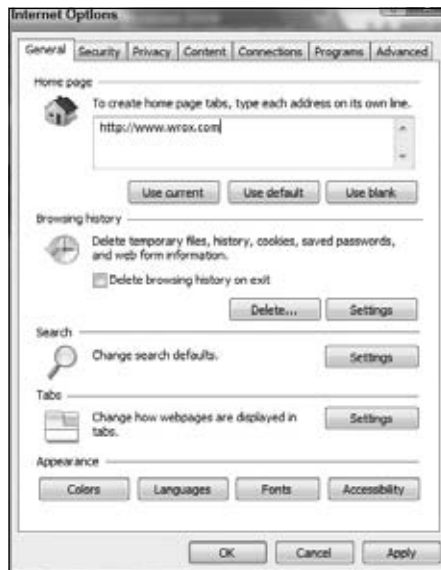 Internet Options
General Security Privacy Content Connections Programs Advanced
Home page
To create home page tabs, type each address on its own line.
http://www.wrox.com
Use current Use default Use blank
Browsing history
Delete temporary files, history, cookies, saved passwords,
and web form information.
Delete browsing history on exit
Delete... Settings
Search
Change search defaults. Settings
Tabs
Change how webpages are displayed in
tabs.
Settings
Appearance
Colors Languages Fonts Accessibility
OK Cancel Apply